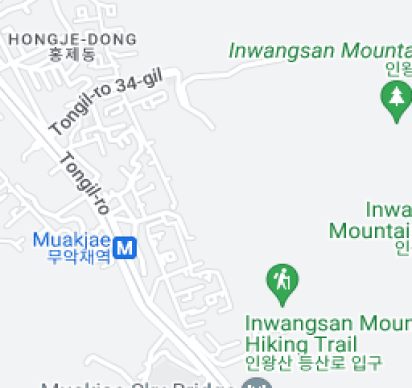 HONGJE-DONG
홍제동
Inwangsan Mounta
인왕
Tongil-ro 34-gil
Tongil-ro
Inwa
Mountai
인
Muakjae
무악재역
M
Inwangsan Moun
Hiking Trail
인왕산 등산로 입구